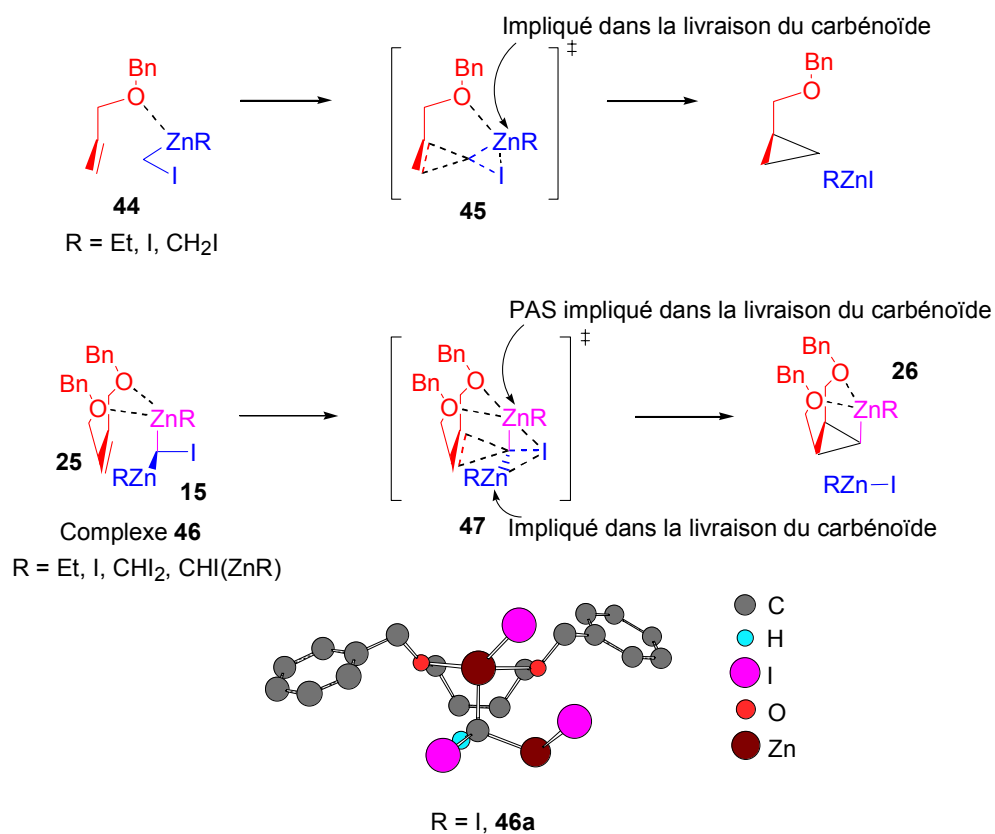 Impliqué dans la livraison du carbénoïde
Bn
O
ZnR
I
44
R = Et, I, CH2I
‡
Bn
O
ZnR
I
45
Bn
O
RZnI
PAS impliqué dans la livraison du carbénoïde
Bn
Bn
O
O
ZnR
I
25
RZn
15
Complexe 46
R = Et, I, CHI2, CHI(ZnR)
‡
Bn
Bn
O
O
ZnR
I
RZn
47
Impliqué dans la livraison du carbénoïde
Bn
Bn
O
O
26
ZnR
RZn–I
C
H
I
O
Zn
R = I, 46a